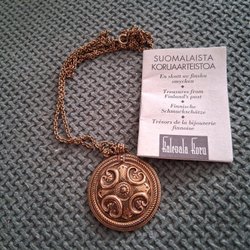 SUOMALAISTA
KORUAARTEISTOA
En skatt av finska
smycken
Treasures from
Finland's past
Finnische
Schmuckschätze
Trésors de la bijouterie
finnoise
Kalevala Koru